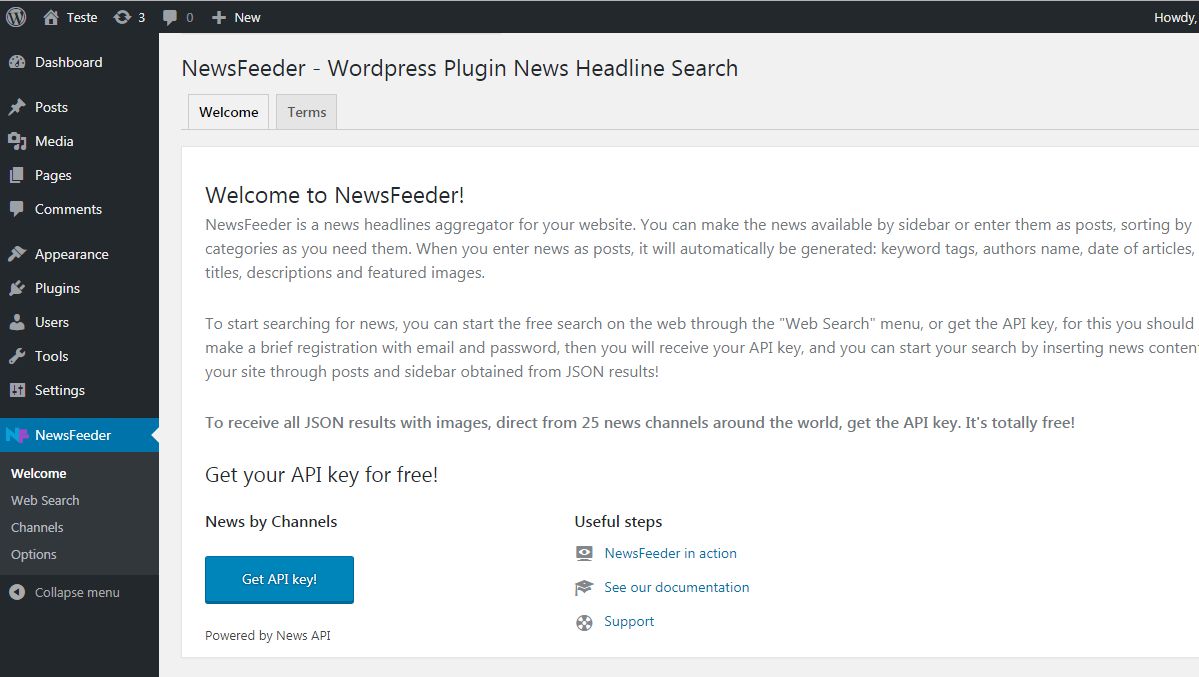 Teste 3 0 New Howdy,
Dashboard
Posts
Media
Pages
Comments
Appearance
Plugins
Users
Tools
Settings
NewsFeeder
Welcome
Web Search
Channels
Options
Collapse menu
NewsFeeder - Wordpress Plugin News Headline Search
Welcome Terms
Welcome to NewsFeeder!
NewsFeeder is a news headlines aggregator for your website. You can make the news available by sidebar or enter them as posts, sorting by
categories as you need them. When you enter news as posts, it will automatically be generated: keyword tags, authors name, date of articles,
titles, descriptions and featured images.
To start searching for news, you can start the free search on the web through the "Web Search" menu, or get the API key, for this you should
make a brief registration with email and password, then you will receive your API key, and you can start your search by inserting news content
your site through posts and sidebar obtained from JSON results!
To receive all JSON results with images, direct from 25 news channels around the world, get the API key. It's totally free!
Get your API key for free!
News by Channels
Get API key!
Powered by News API
Useful steps
NewsFeeder in action
See our documentation
Support